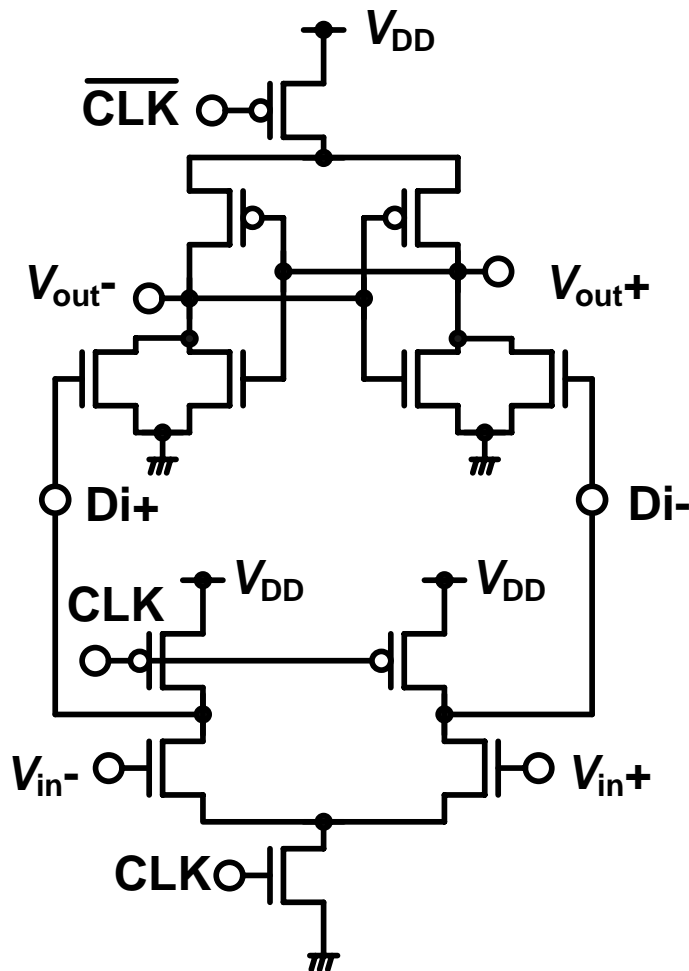 VDD
CLK
Vout- Vout+
Di+ Di-
VDD VDD
CLK
Vin- Vin+
CLK